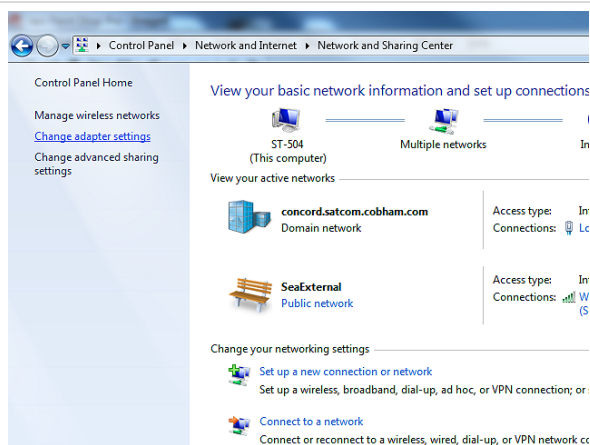 Control Panel ▸ Network and Internet ▸ Network and Sharing Center
Control Panel Home
Manage wireless networks
Change adapter settings
Change advanced sharing
settings
View your basic network information and set up connections
ST-504
(This computer)
Multiple networks
In
View your active networks
concord.satcom.cobham.com
Domain network
Access type: In
Connections: Lo
SeaExternal
Public network
Access type: In
Connections: W
(S
Change your networking settings
Set up a new connection or network
Set up a wireless, broadband, dial-up, ad hoc, or VPN connection; or
Connect to a network
Connect or reconnect to a wireless, wired, dial-up, or VPN network co